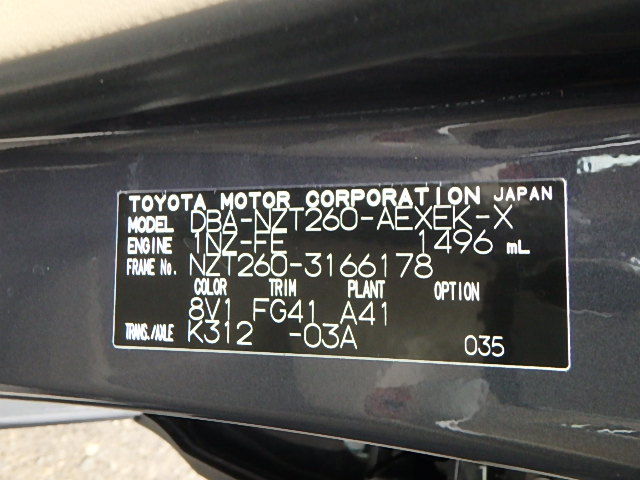 TOYOTA MOTOR CORPORATION JAPAN
MODEL DBA-NZT260-AEXEK-X
ENGINE 1NZ-FE 1496 mL
FRAME No. NZT260-3166178
COLOR TRIM PLANT OPTION
8V1 FG41 A41
TRANS./AXLE K312 -03A
035